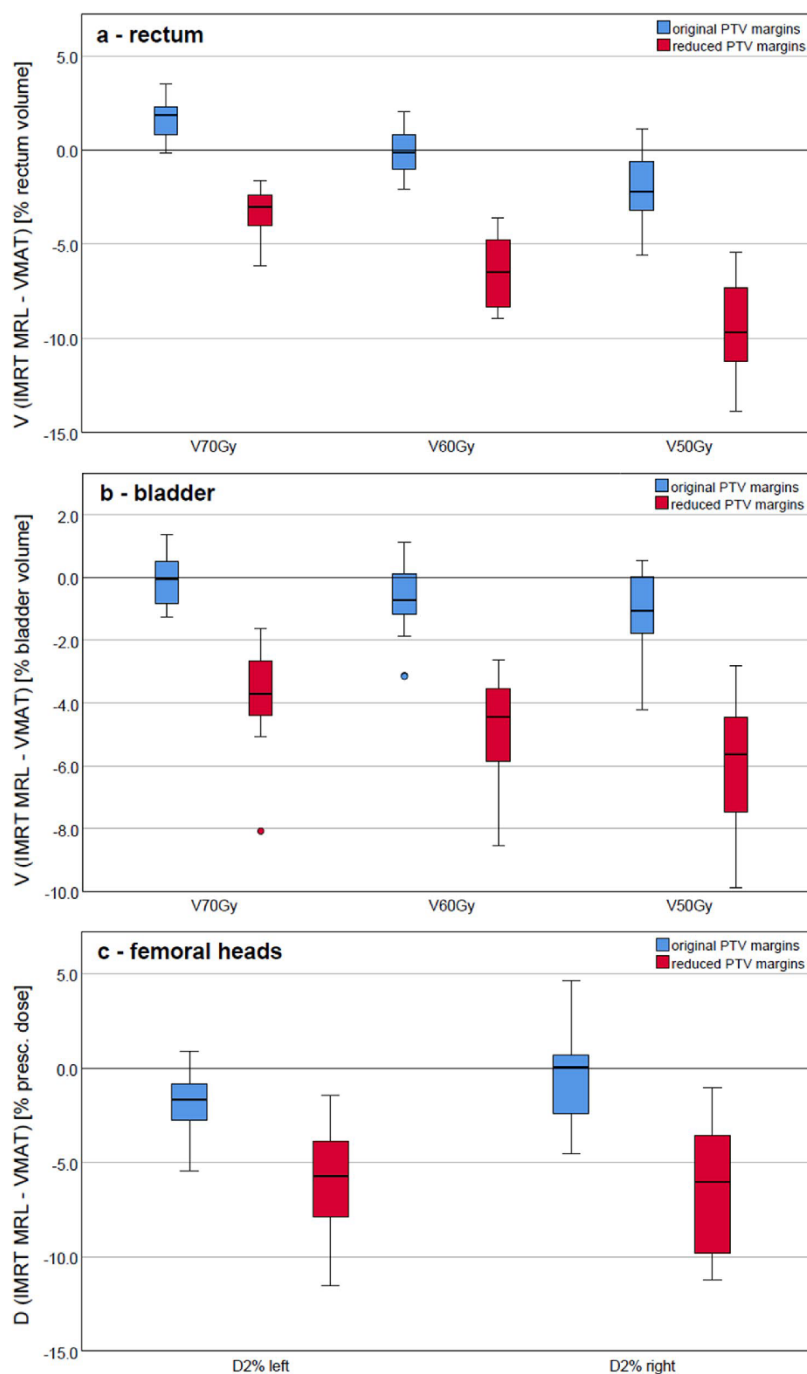 a - rectum
original PTV margins
reduced PTV margins
V (IMRT MRL - VMAT) [% rectum volume]
5.0
0.0
-5.0
-10.0
-15.0
V70Gy V60Gy V50Gy
b - bladder
original PTV margins
reduced PTV margins
V (IMRT MRL - VMAT) [% bladder volume]
2.0
0.0
-2.0
-4.0
-6.0
-8.0
-10.0
V70Gy V60Gy V50Gy
c - femoral heads
original PTV margins
reduced PTV margins
D (IMRT MRL - VMAT) [% presc. dose]
5.0
0.0
-5.0
-10.0
-15.0
D2% left D2% right